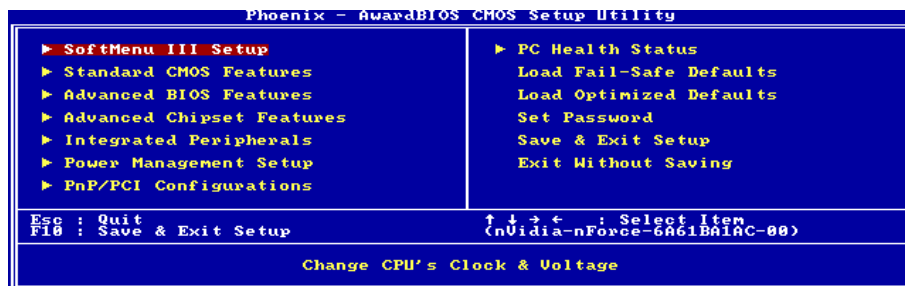 Phoenix - AwardBIOS CMOS Setup Utility
► SoftMenu III Setup
► Standard CMOS Features
► Advanced BIOS Features
► Advanced Chipset Features
► Integrated Peripherals
► Power Management Setup
► PnP/PCI Configurations
► PC Health Status
Load Fail-Safe Defaults
Load Optimized Defaults
Set Password
Save & Exit Setup
Exit Without Saving
Esc : Quit
F10 : Save & Exit Setup
↑ ↓ → ← : Select Item
(nVidia-nForce-6A61BA1AC-00)
Change CPU's Clock & Voltage